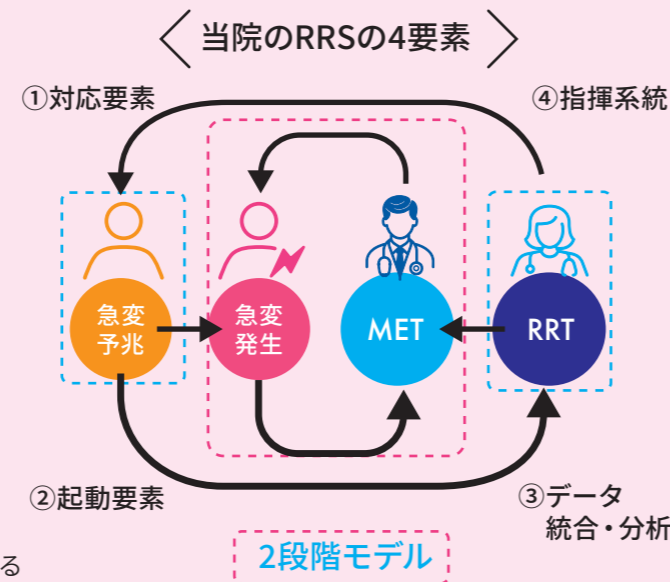 当院のRRSの4要素
①対応要素
④指揮系統
急変
予兆
急変
発生
MET
RRT
②起動要素
③データ
統合・分析
2段階モデル
る